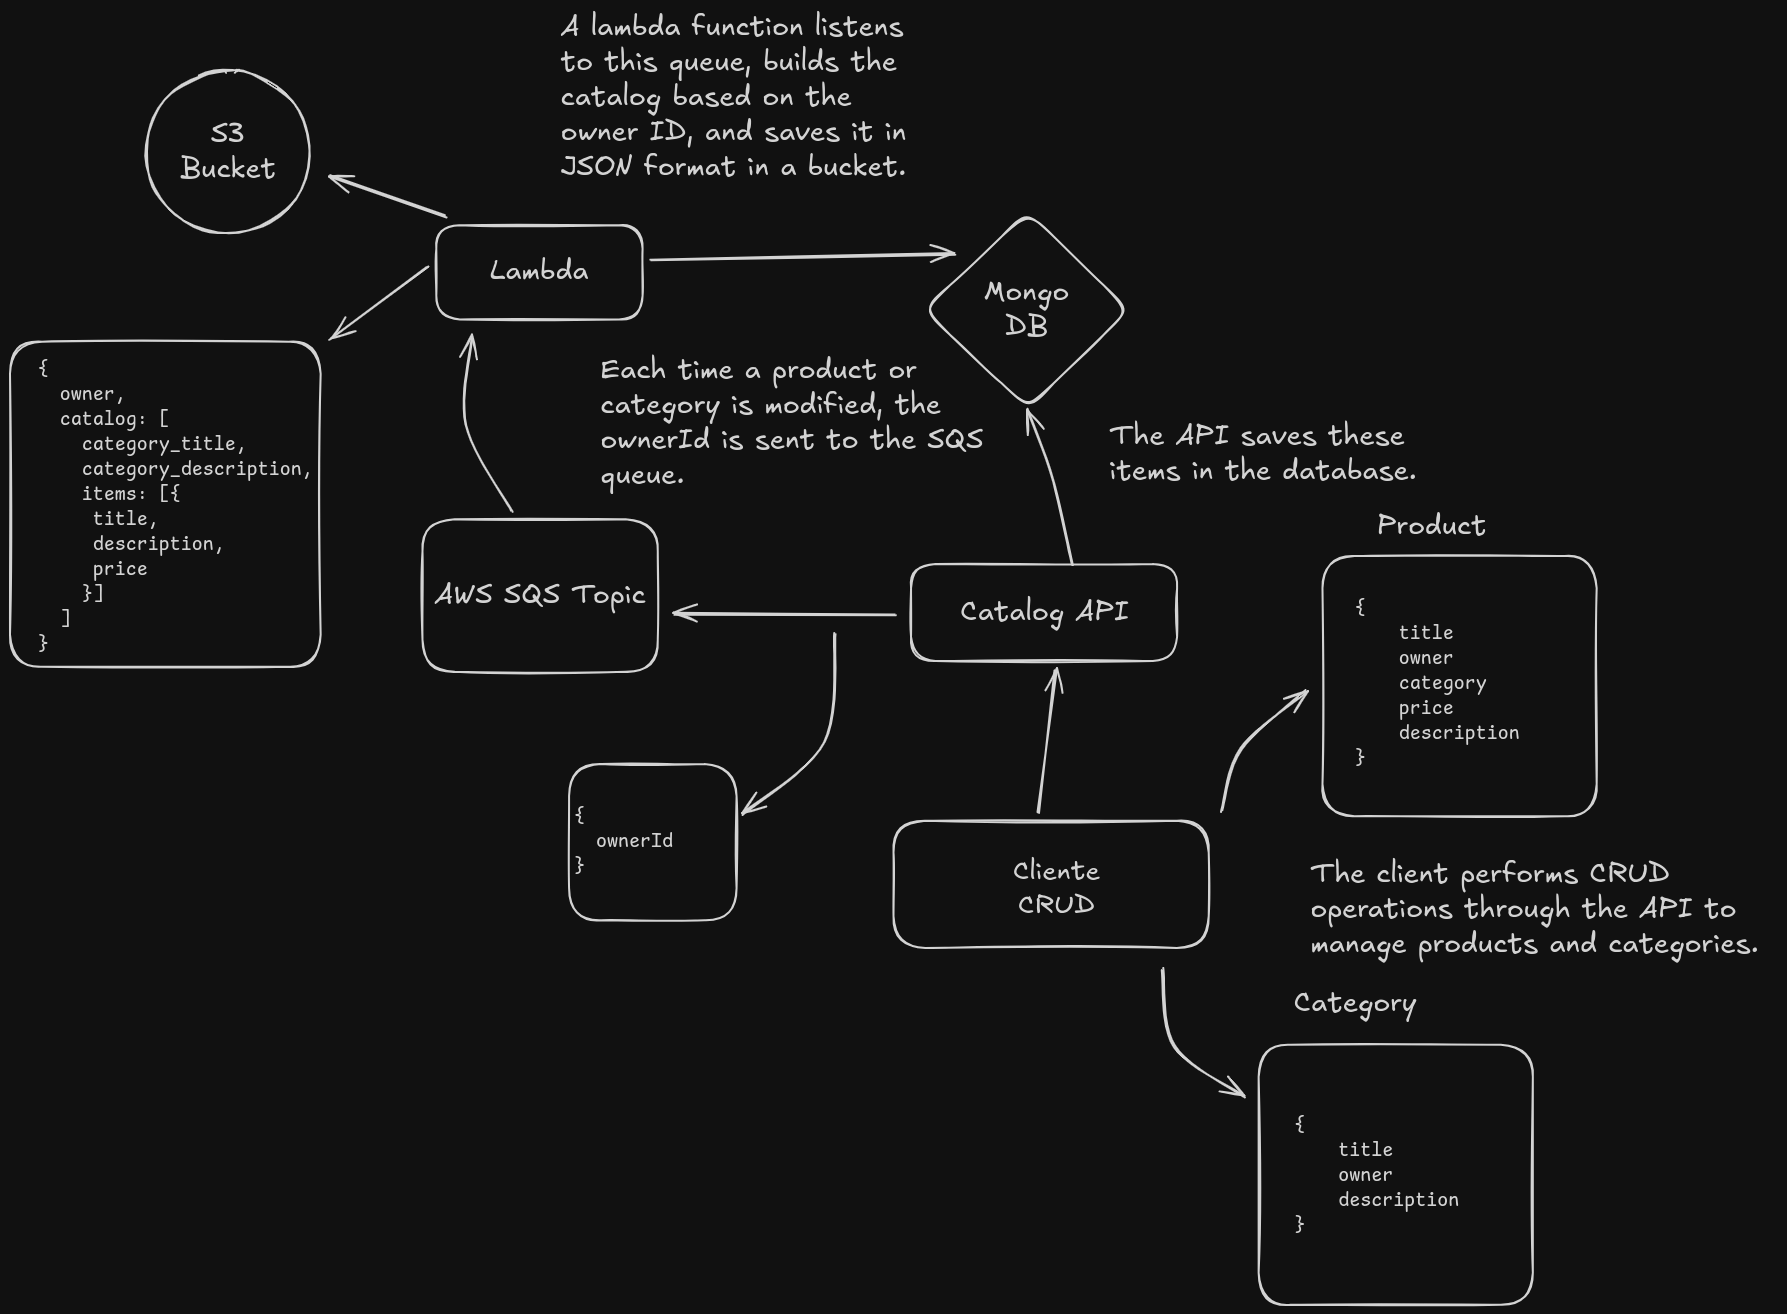 A lambda function listens
to this queue, builds the
catalog based on the
owner ID, and saves it in
JSON format in a bucket.
S3
Bucket
Lambda
Mongo
DB
{
owner,
catalog: [
category_title,
category_description,
items: [{
title,
description,
price
}]
]
}
Each time a product or
category is modified, the
ownerId is sent to the SQS
queue.
The API saves these
items in the database.
AWS SQS Topic
Catalog API
Product
{
title
owner
category
price
description
}
{
ownerId
}
Cliente
CRUD
The client performs CRUD
operations through the API to
manage products and categories.
Category
{
title
owner
description
}